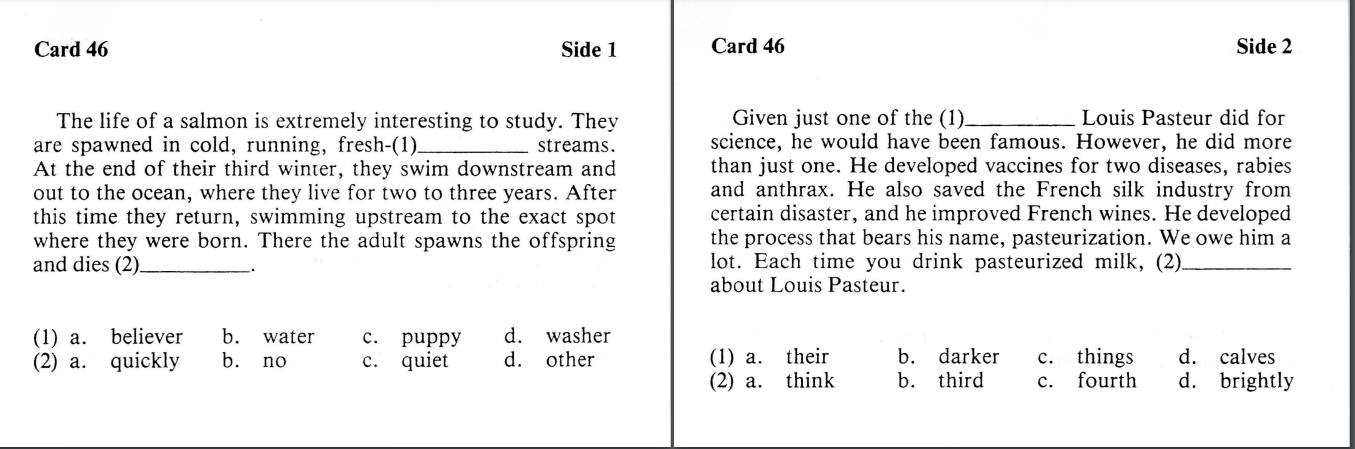 Card 46 Side 1
The life of a salmon is extremely interesting to study. They
are spawned in cold, running, fresh-(1)__________ streams.
At the end of their third winter, they swim downstream and
out to the ocean, where they live for two to three years. After
this time they return, swimming upstream to the exact spot
where they were born. There the adult spawns the offspring
and dies (2)__________.
(1) a. believer b. water c. puppy d. washer
(2) a. quickly b. no c. quiet d. other
Card 46 Side 2
Given just one of the (1)__________ Louis Pasteur did for
science, he would have been famous. However, he did more
than just one. He developed vaccines for two diseases, rabies
and anthrax. He also saved the French silk industry from
certain disaster, and he improved French wines. He developed
the process that bears his name, pasteurization. We owe him a
lot. Each time you drink pasteurized milk, (2)__________
about Louis Pasteur.
(1) a. their b. darker c. things d. calves
(2) a. think b. third c. fourth d. brightly